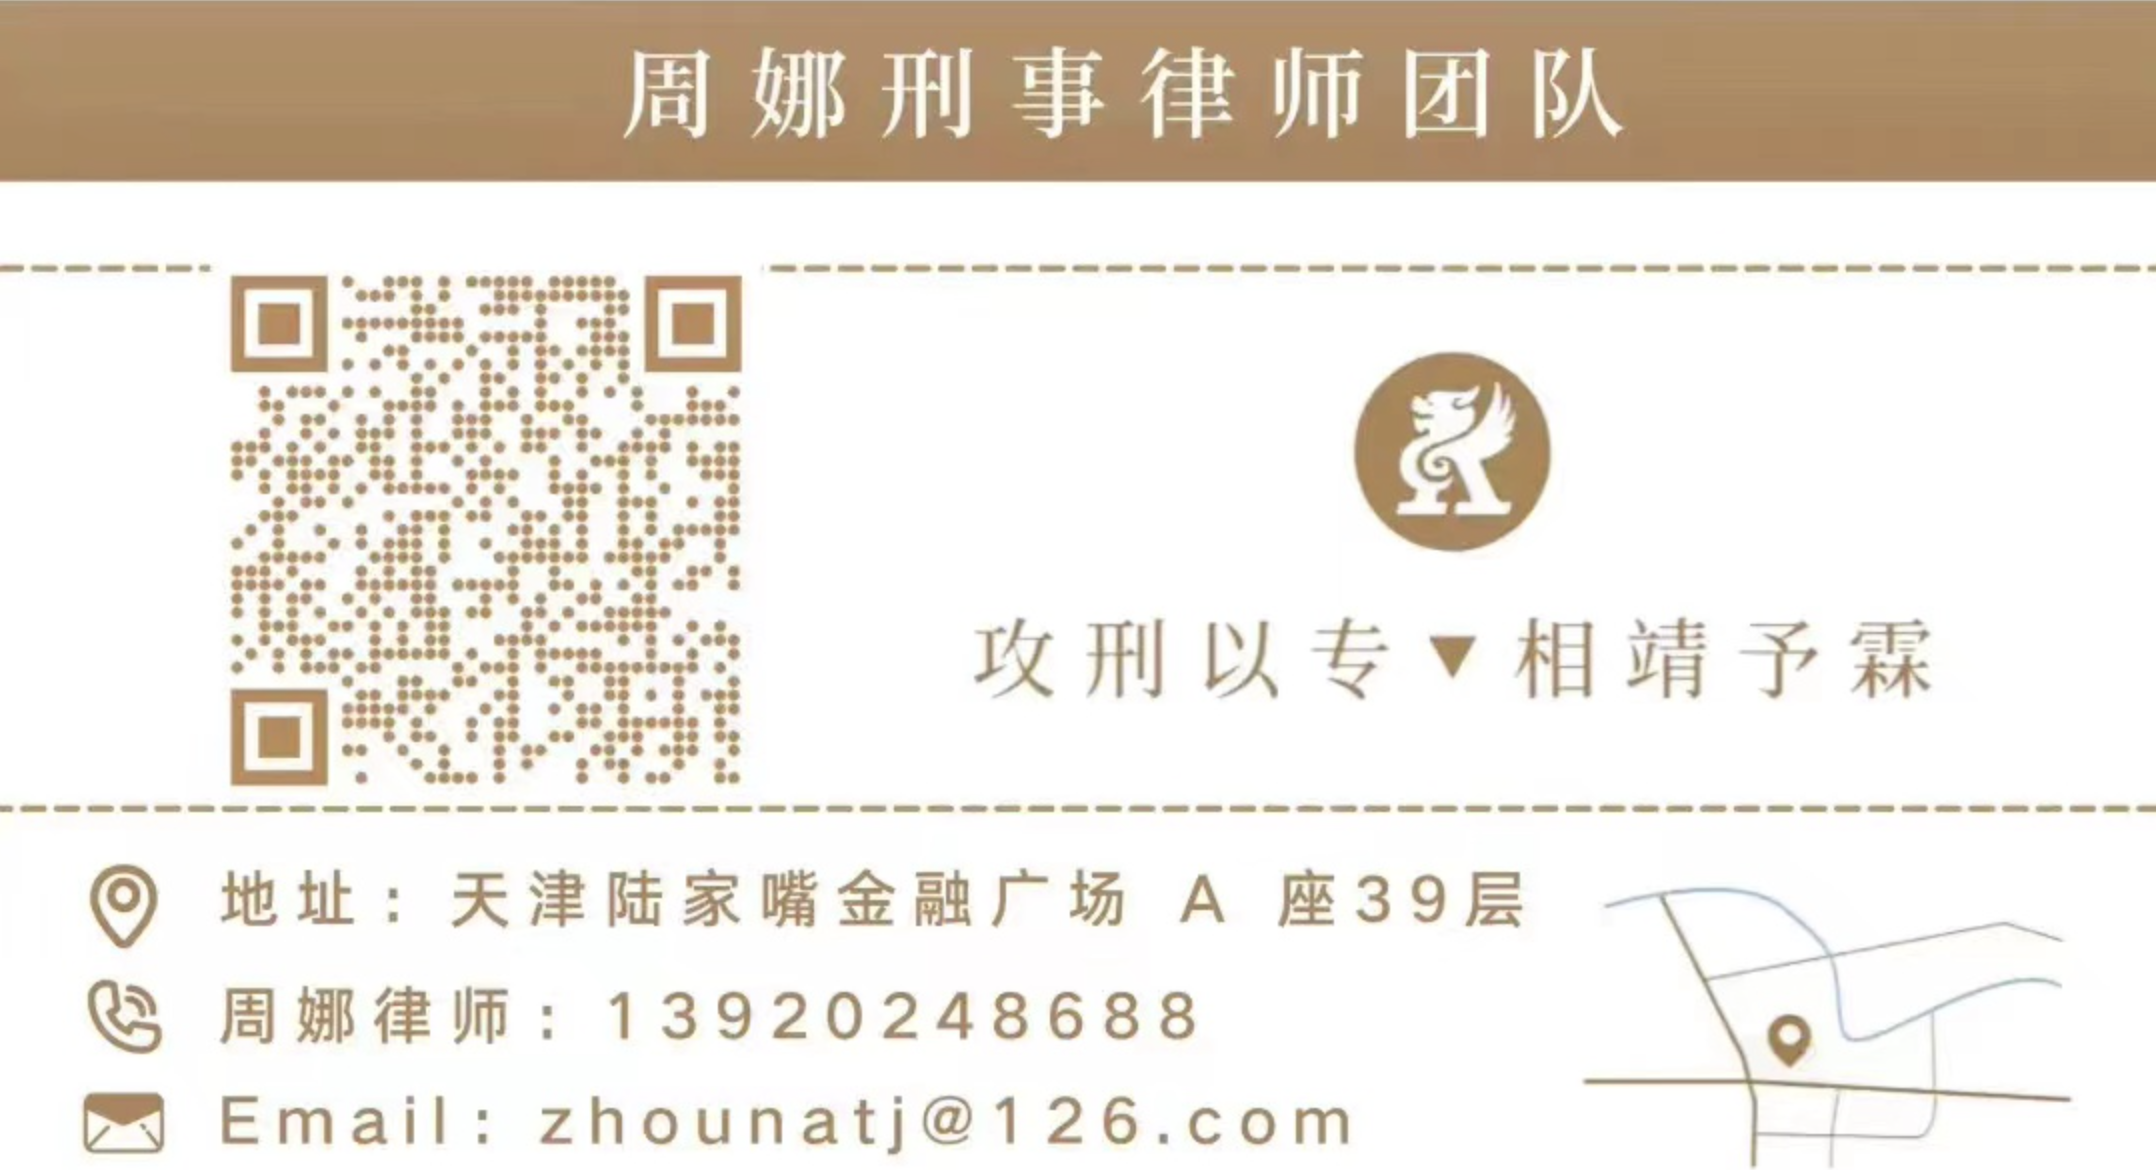 周娜刑事律师团队
攻刑以专▼相靖予霖
地址：天津陆家嘴金融广场 A 座39层
周娜律师：13920248688
Email：zhounatj@126.com